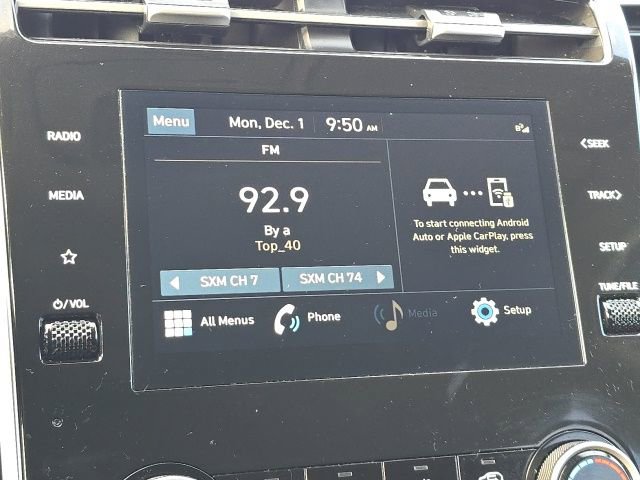 Menu
Mon, Dec. 1
9:50 AM
RADIO
MEDIA
/VOL
FM
92.9
By a
Top_40
SXM CH 7
SXM CH 74
To start connecting Android
Auto or Apple CarPlay, press
this widget.
All Menus
Phone
Media
Setup
SEEK
TRACK
SETUP
TUNE/FILE